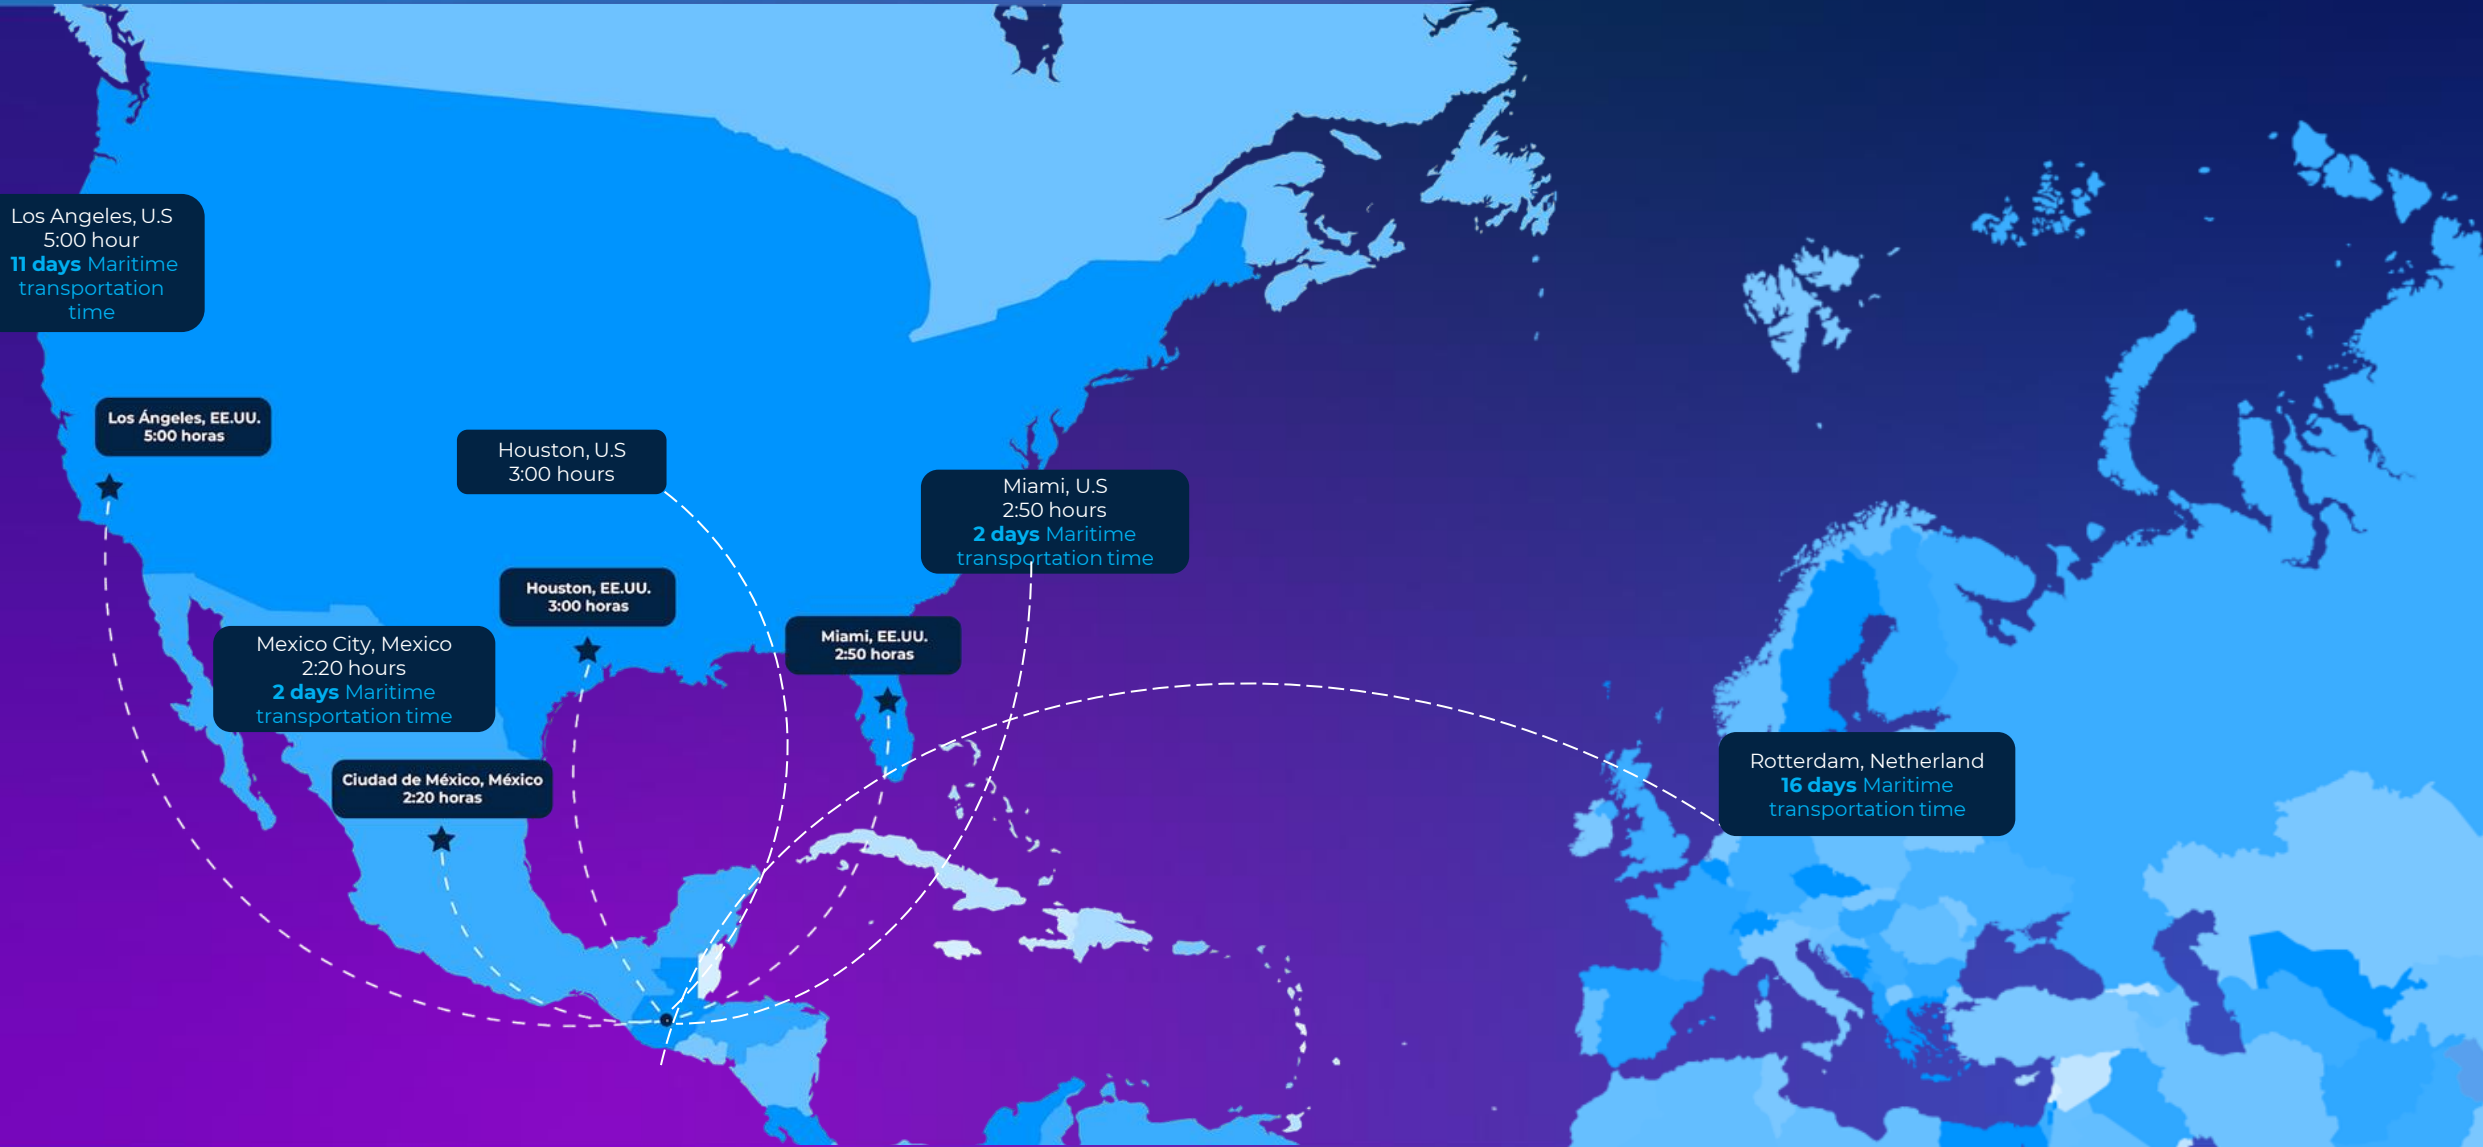 Los Angeles, U.S
5:00 hour
11 days Maritime
transportation
time
Los Ángeles, EE.UU.
5:00 horas
Houston, U.S
3:00 hours
Miami, U.S
2:50 hours
2 days Maritime
transportation time
Houston, EE.UU.
3:00 horas
Miami, EE.UU.
2:50 horas
Mexico City, Mexico
2:20 hours
2 days Maritime
transportation time
Ciudad de México, México
2:20 horas
Rotterdam, Netherland
16 days Maritime
transportation time